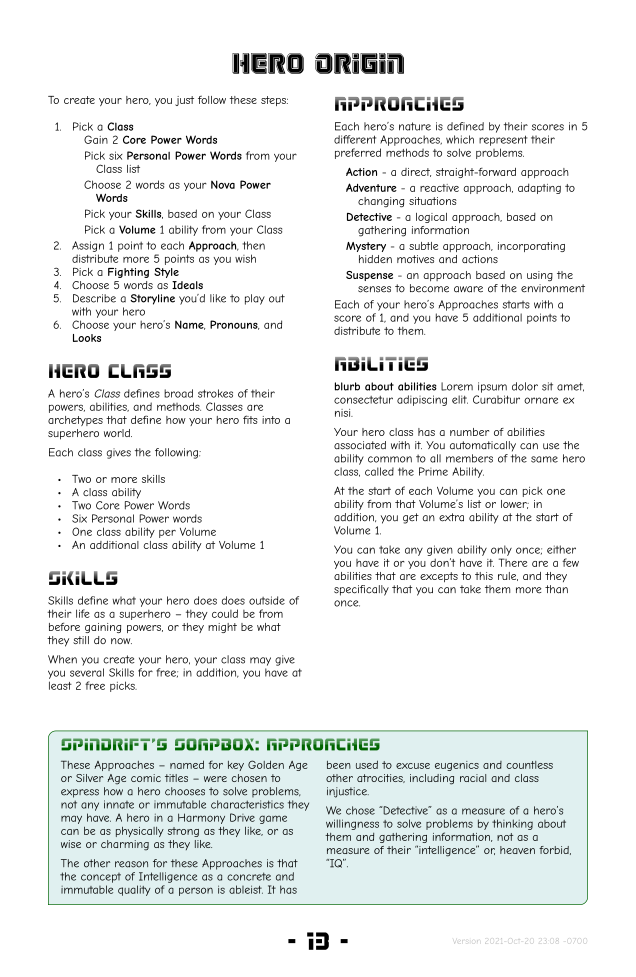 HERO ORIGIN
To create your hero, you just follow these steps:
1. Pick a Class
Gain 2 Core Power Words
Pick six Personal Power Words from your
Class list
Choose 2 words as your Nova Power
Words
Pick your Skills, based on your Class
Pick a Volume 1 ability from your Class
2. Assign 1 point to each Approach, then
distribute more 5 points as you wish
3. Pick a Fighting Style
4. Choose 5 words as Ideals
5. Describe a Storyline you'd like to play out
with your hero
6. Choose your hero's Name, Pronouns, and
Looks
HERO CLASS
A hero's Class defines broad strokes of their
powers, abilities, and methods. Classes are
archetypes that define how your hero fits into a
superhero world.
Each class gives the following:
• Two or more skills
• A class ability
• Two Core Power Words
• Six Personal Power words
• One class ability per Volume
• An additional class ability at Volume 1
SKILLS
Skills define what your hero does does outside of
their life as a superhero – they could be from
before gaining powers, or they might be what
they still do now.
When you create your hero, your class may give
you several Skills for free; in addition, you have at
least 2 free picks.
APPROACHES
Each hero's nature is defined by their scores in 5
different Approaches, which represent their
preferred methods to solve problems.
Action - a direct, straight-forward approach
Adventure - a reactive approach, adapting to
changing situations
Detective - a logical approach, based on
gathering information
Mystery - a subtle approach, incorporating
hidden motives and actions
Suspense - an approach based on using the
senses to become aware of the environment
Each of your hero's Approaches starts with a
score of 1, and you have 5 additional points to
distribute to them.
ABILITIES
blurb about abilities Lorem ipsum dolor sit amet,
consectetur adipiscing elit. Curabitur ornare ex
nisi.
Your hero class has a number of abilities
associated with it. You automatically can use the
ability common to all members of the same hero
class, called the Prime Ability.
At the start of each Volume you can pick one
ability from that Volume's list or lower; in
addition, you get an extra ability at the start of
Volume 1.
You can take any given ability only once; either
you have it or you don't have it. There are a few
abilities that are excepts to this rule, and they
specifically that you can take them more than
once.
SPINDRIFT'S SOAPBOX: APPROACHES
These Approaches – named for key Golden Age
or Silver Age comic titles – were chosen to
express how a hero chooses to solve problems,
not any innate or immutable characteristics they
may have. A hero in a Harmony Drive game
can be as physically strong as they like, or as
wise or charming as they like.
The other reason for these Approaches is that
the concept of Intelligence as a concrete and
immutable quality of a person is ableist. It has
been used to excuse eugenics and countless
other atrocities, including racial and class
injustice.
We chose "Detective" as a measure of a hero's
willingness to solve problems by thinking about
them and gathering information, not as a
measure of their "intelligence" or, heaven forbid,
"IQ".
- 13 -
Version 2021-Oct-20 23:08 -0700